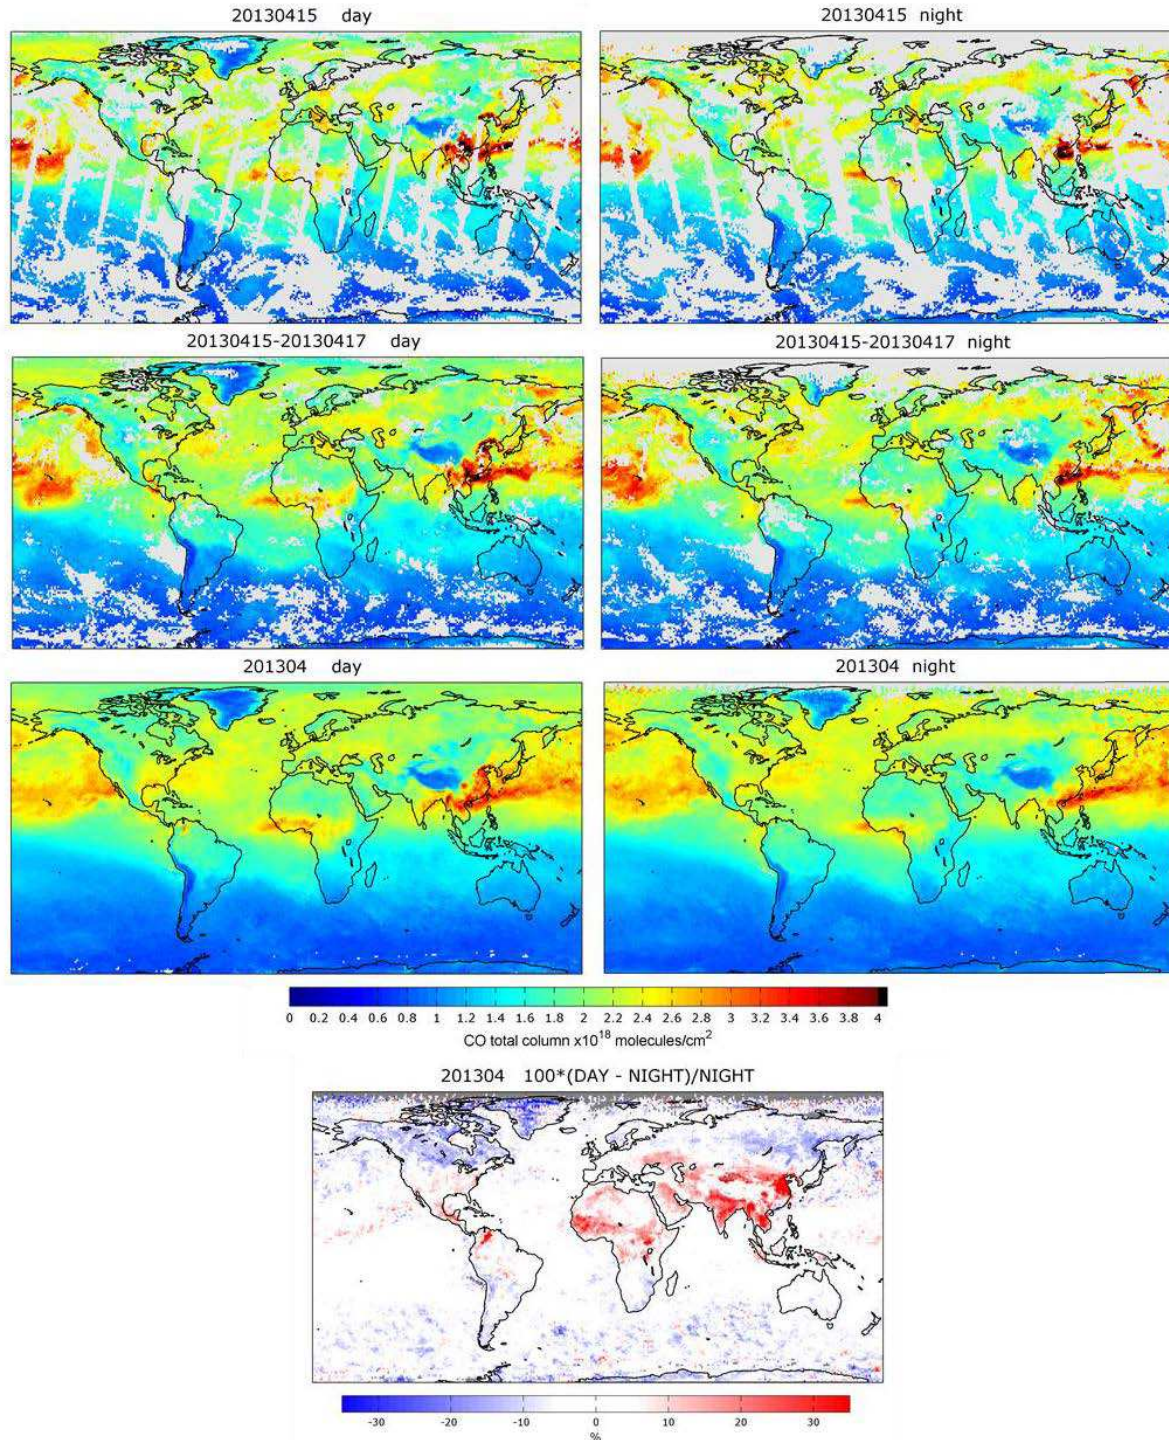 20130415 day
20130415 night
20130415-20130417 day
20130415-20130417 night
201304 day
201304 night
0 0.2 0.4 0.6 0.8 1 1.2 1.4 1.6 1.8 2 2.2 2.4 2.6 2.8 3 3.2 3.4 3.6 3.8 4
CO total column x10¹⁸ molecules/cm²
201304 100*(DAY - NIGHT)/NIGHT
-30 -20 -10 0 10 20 30
%